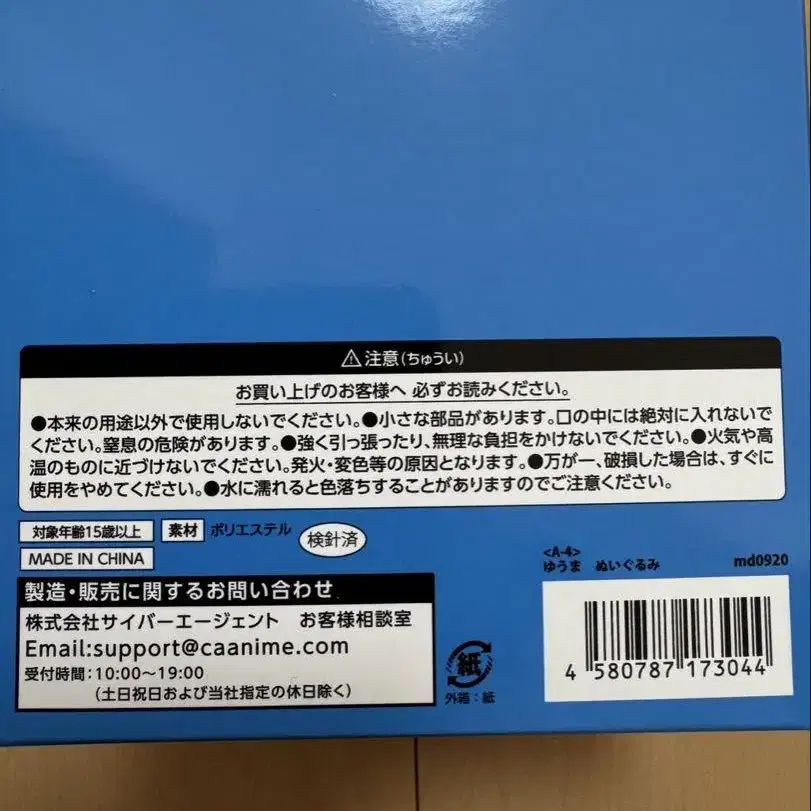 ⚠注意(ちゅうい)
お買い上げのお客様へ 必ずお読みください。
●本来の用途以外で使用しないでください。●小さな部品があります。口の中には絶対に入れないで
ください。窒息の危険があります。●強く引っ張ったり、無理な負担をかけないでください。●火気や高
温のものに近づけないでください。発火・変色等の原因となります。●万が一、破損した場合は、すぐに
使用をやめてください。●水に濡れると色落ちすることがありますのでご注意ください。
対象年齢15歳以上 素材 ポリエステル 検針済
MADE IN CHINA
製造・販売に関するお問い合わせ
株式会社サイバーエージェント お客様相談室
Email:support@caanime.com
受付時間:10:00〜19:00
(土日祝日および当社指定の休日除く)
紙
外箱:紙
<A-4>
ゆうま ぬいぐるみ md0920
4 580787 173044